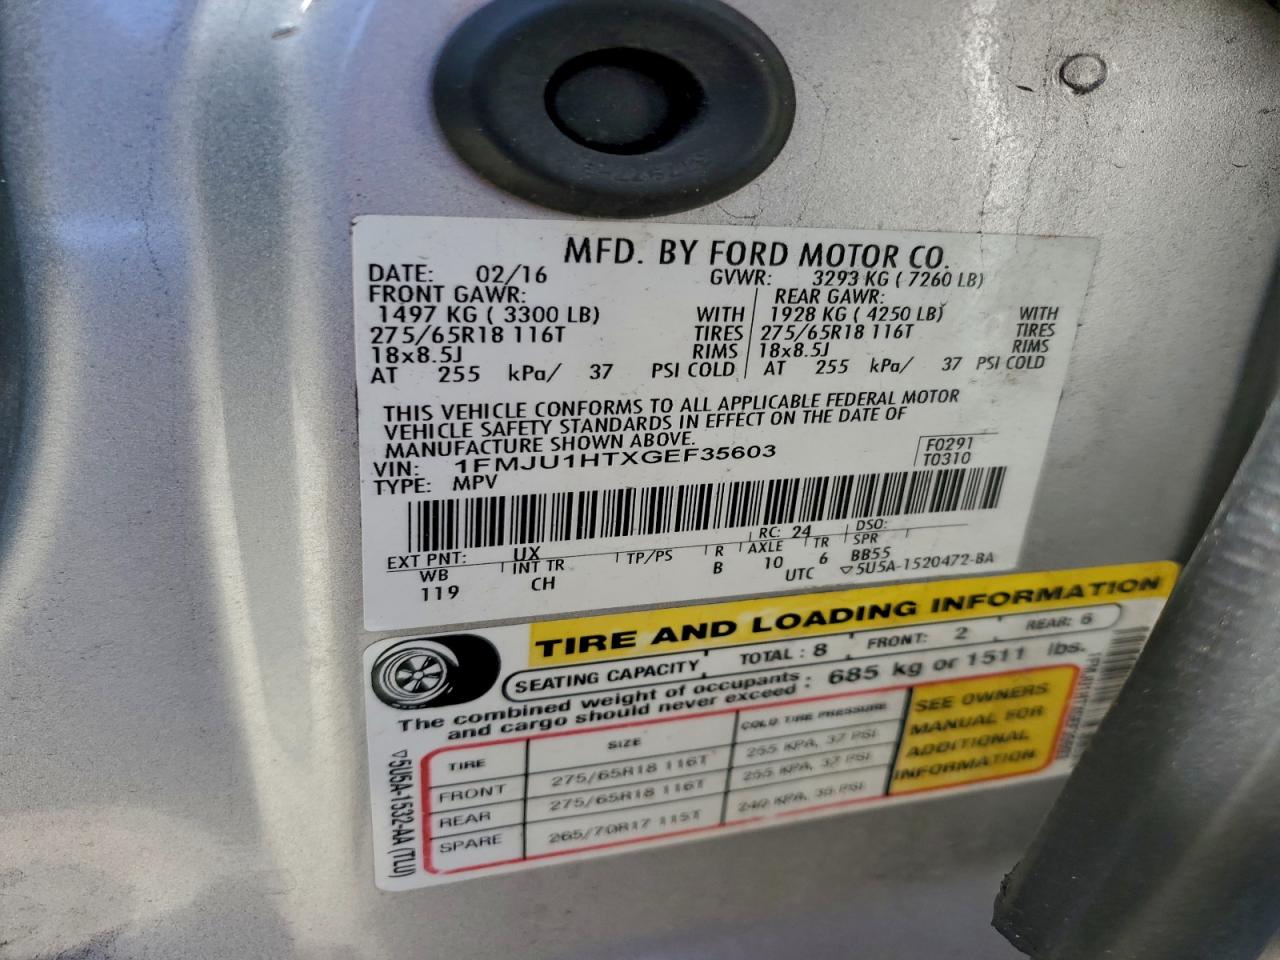 MFD. BY FORD MOTOR CO.
DATE: 02/16 GVWR: 3293 KG ( 7260 LB)
FRONT GAWR: REAR GAWR:
1497 KG ( 3300 LB) WITH 1928 KG ( 4250 LB) WITH
275/65R18 116T TIRES 275/65R18 116T TIRES
18x8.5J RIMS 18x8.5J RIMS
AT 255 kPa/ 37 PSI COLD AT 255 kPa/ 37 PSI COLD
THIS VEHICLE CONFORMS TO ALL APPLICABLE FEDERAL MOTOR
VEHICLE SAFETY STANDARDS IN EFFECT ON THE DATE OF
MANUFACTURE SHOWN ABOVE.
VIN: 1FMJU1HTXGEF35603 F0291
TYPE: MPV T0310
EXT PNT: UX RC: 24 DSO:
WB INT TR TP/PS R AXLE TR SPR
119 CH B 10 6 BB55
UTC ▽5U5A-1520472-BA
TIRE AND LOADING INFORMATION
SEATING CAPACITY TOTAL : 8 FRONT: 2 REAR: 6
The combined weight of occupants
and cargo should never exceed : 685 kg or 1511 lbs.
TIRE SIZE COLD TIRE PRESSURE
FRONT 275/65R18 116T 255 KPA, 37 PSI
REAR 275/65R18 116T 255 KPA, 37 PSI
SPARE 265/70R17 115T 240 KPA, 35 PSI
SEE OWNERS
MANUAL FOR
ADDITIONAL
INFORMATION
▽5U5A-1532-AA (TLU)